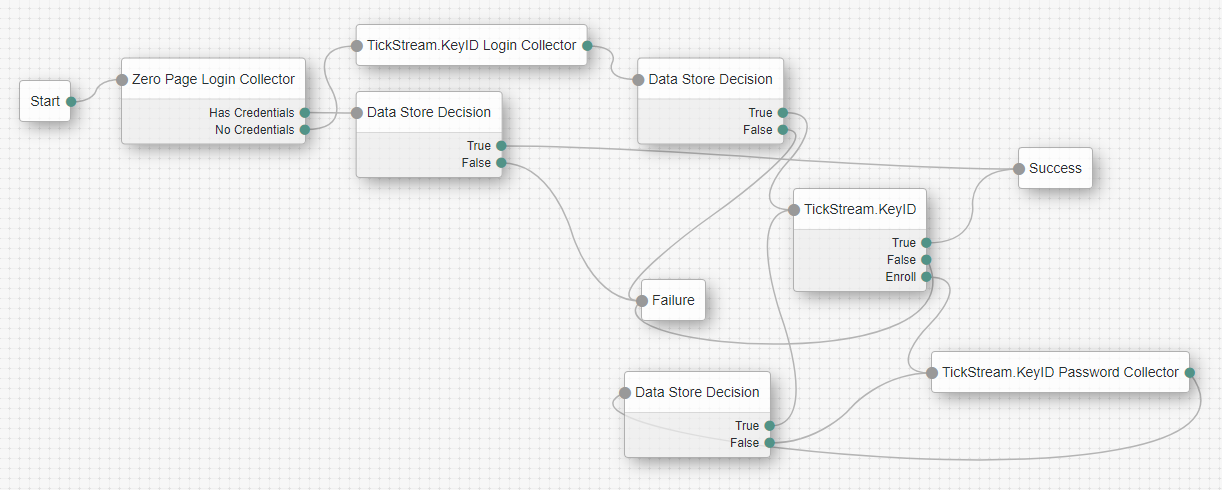 Start
Zero Page Login Collector
Has Credentials
No Credentials
TickStream.KeyID Login Collector
Data Store Decision
True
False
Data Store Decision
True
False
Success
TickStream.KeyID
True
False
Enroll
Failure
TickStream.KeyID Password Collector
Data Store Decision
True
False